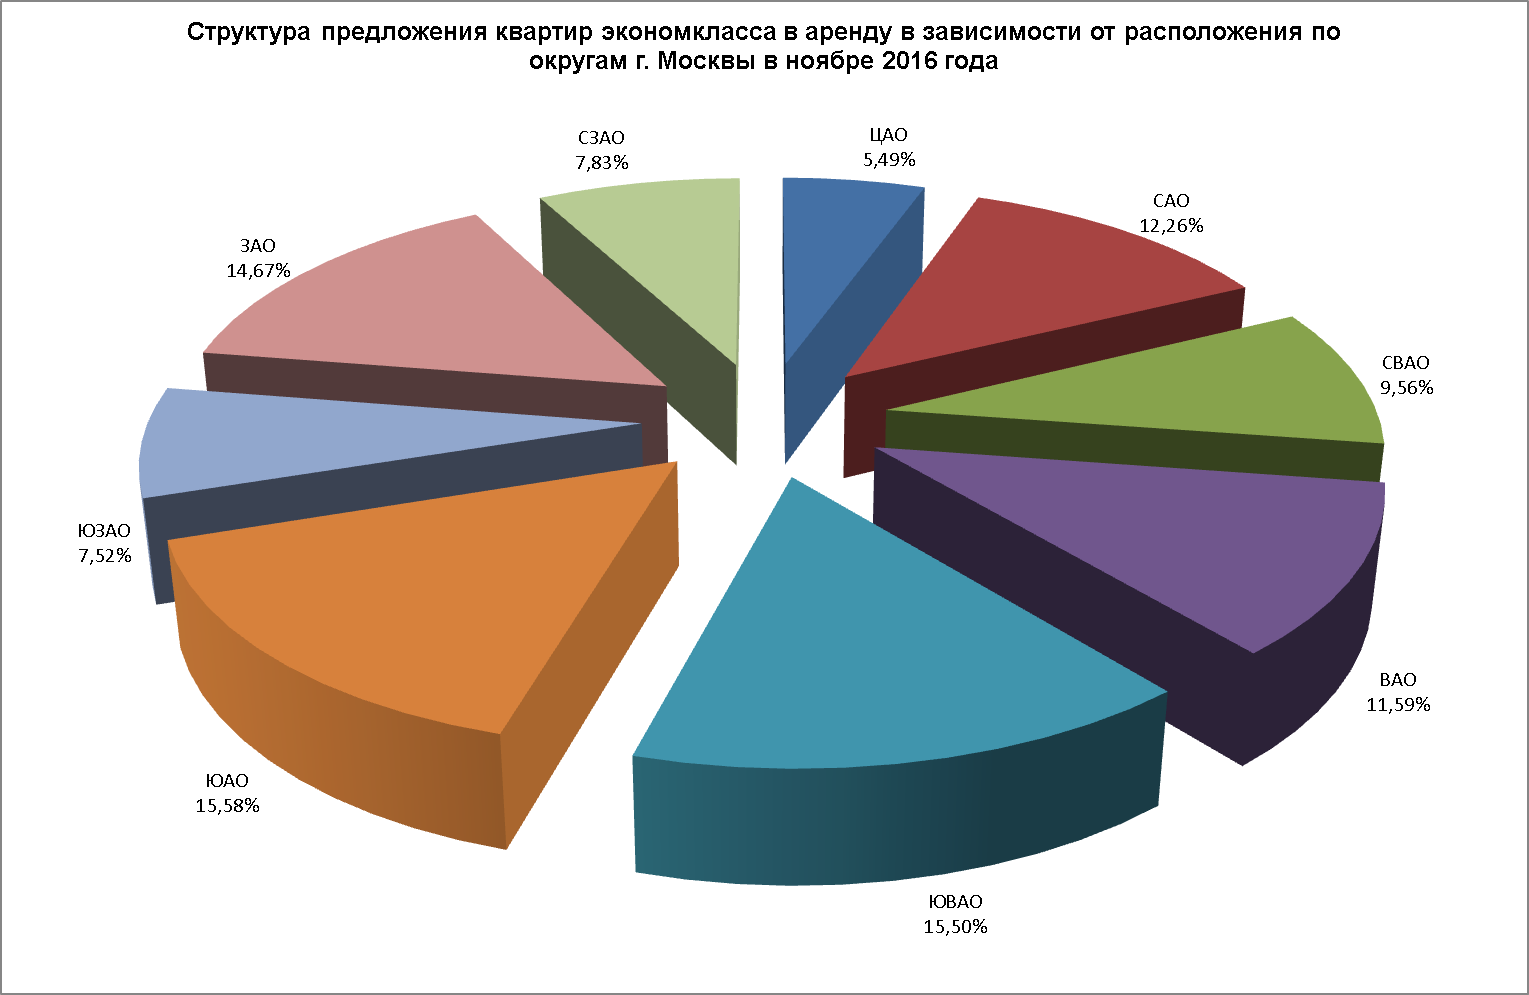 Структура предложения квартир экономкласса в аренду в зависимости от расположения по
округам г. Москвы в ноябре 2016 года
ЦАО
5,49%
САО
12,26%
СВАО
9,56%
ВАО
11,59%
ЮВАО
15,50%
ЮАО
15,58%
ЮЗАО
7,52%
ЗАО
14,67%
СЗАО
7,83%